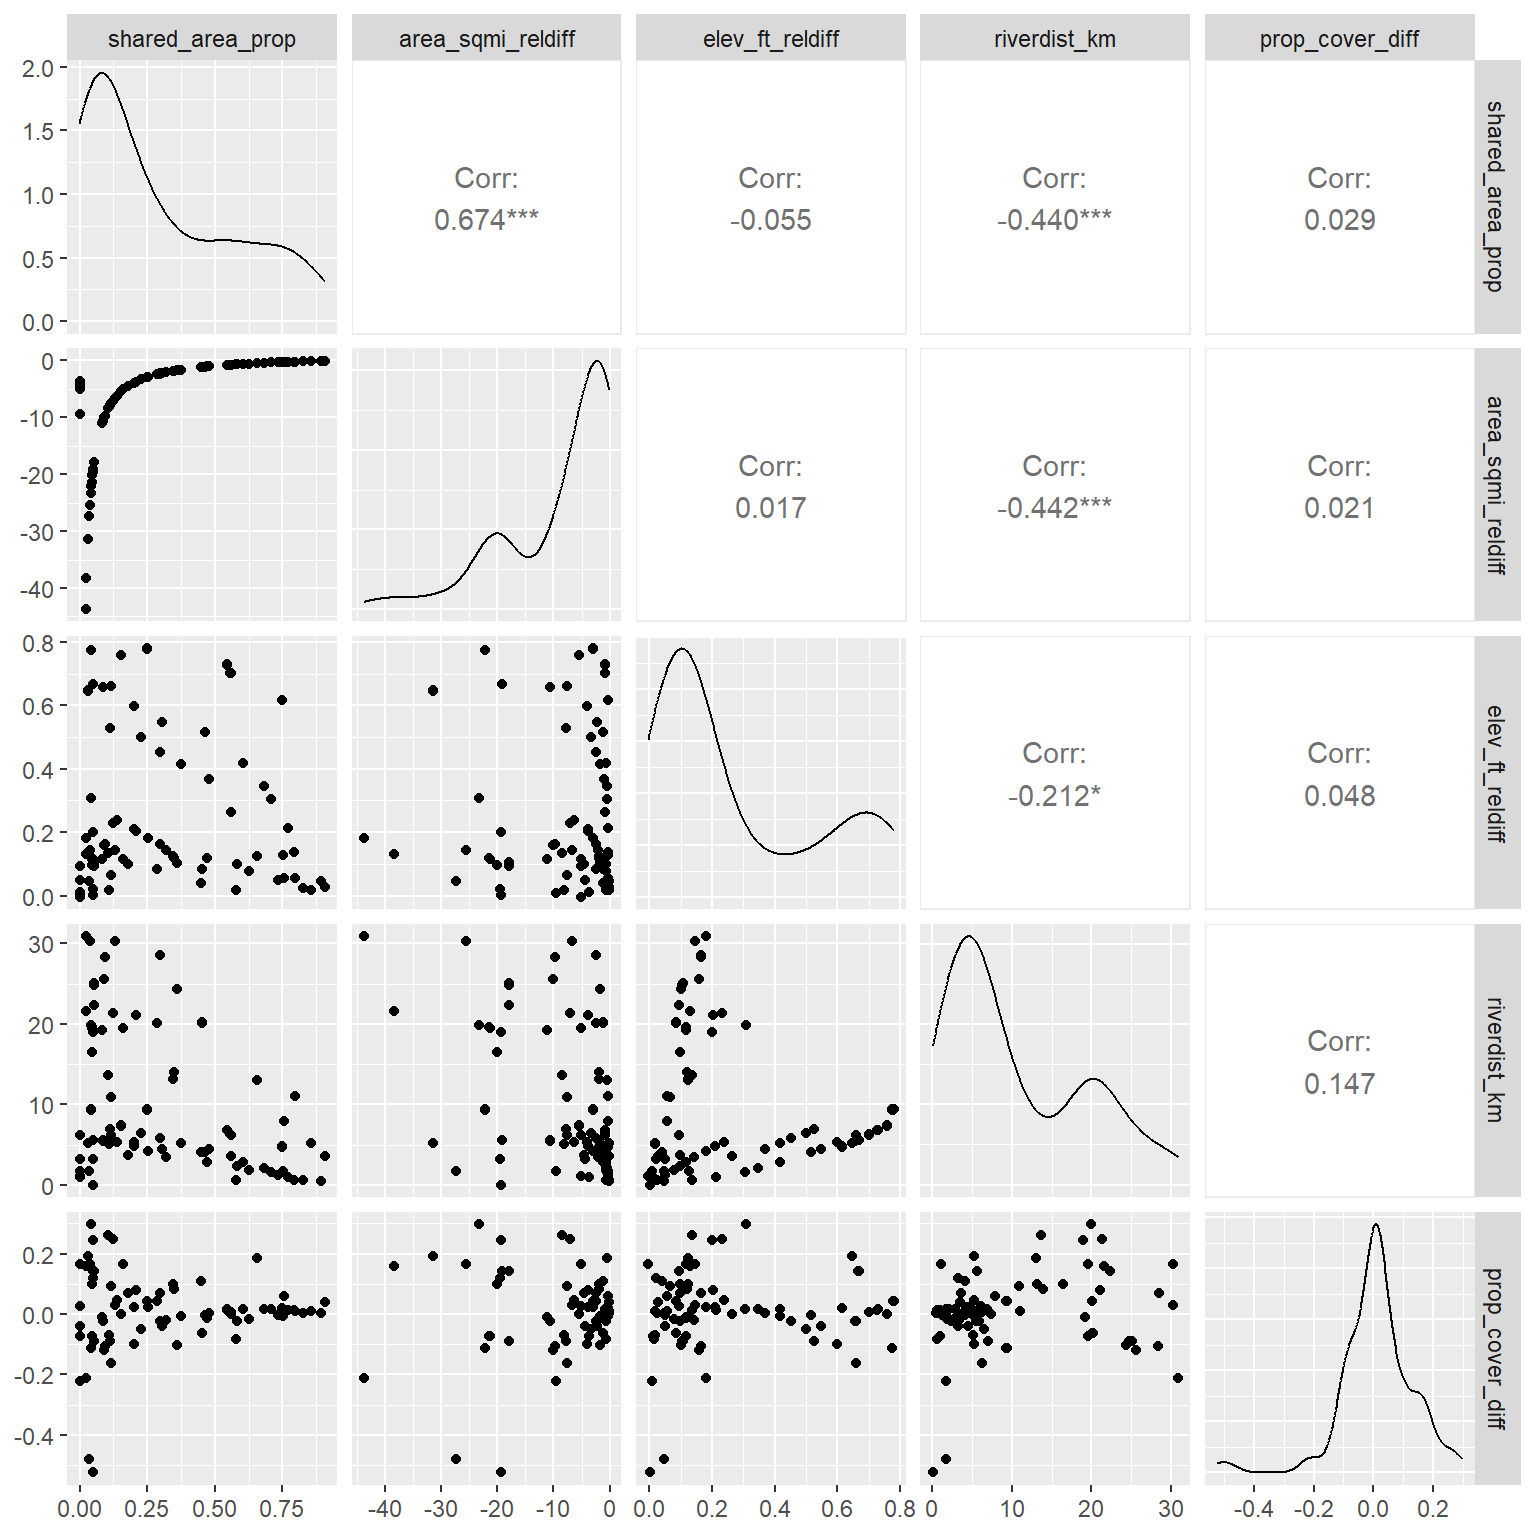 shared_area_prop
area_sqmi_reldiff
elev_ft_reldiff
riverdist_km
prop_cover_diff
2.0
1.5
1.0
0.5
0.0
Corr:
0.674***
Corr:
-0.055
Corr:
-0.440***
Corr:
0.029
shared_area_prop
0
-10
-20
-30
-40
Corr:
0.017
Corr:
-0.442***
Corr:
0.021
area_sqmi_reldiff
0.8
0.6
0.4
0.2
0.0
Corr:
-0.212*
Corr:
0.048
elev_ft_reldiff
30
20
10
0
Corr:
0.147
riverdist_km
0.2
0.0
-0.2
-0.4
prop_cover_diff
0.00 0.25 0.50 0.75
-40 -30 -20 -10 0
0.0 0.2 0.4 0.6 0.8
0 10 20 30
-0.4 -0.2 0.0 0.2